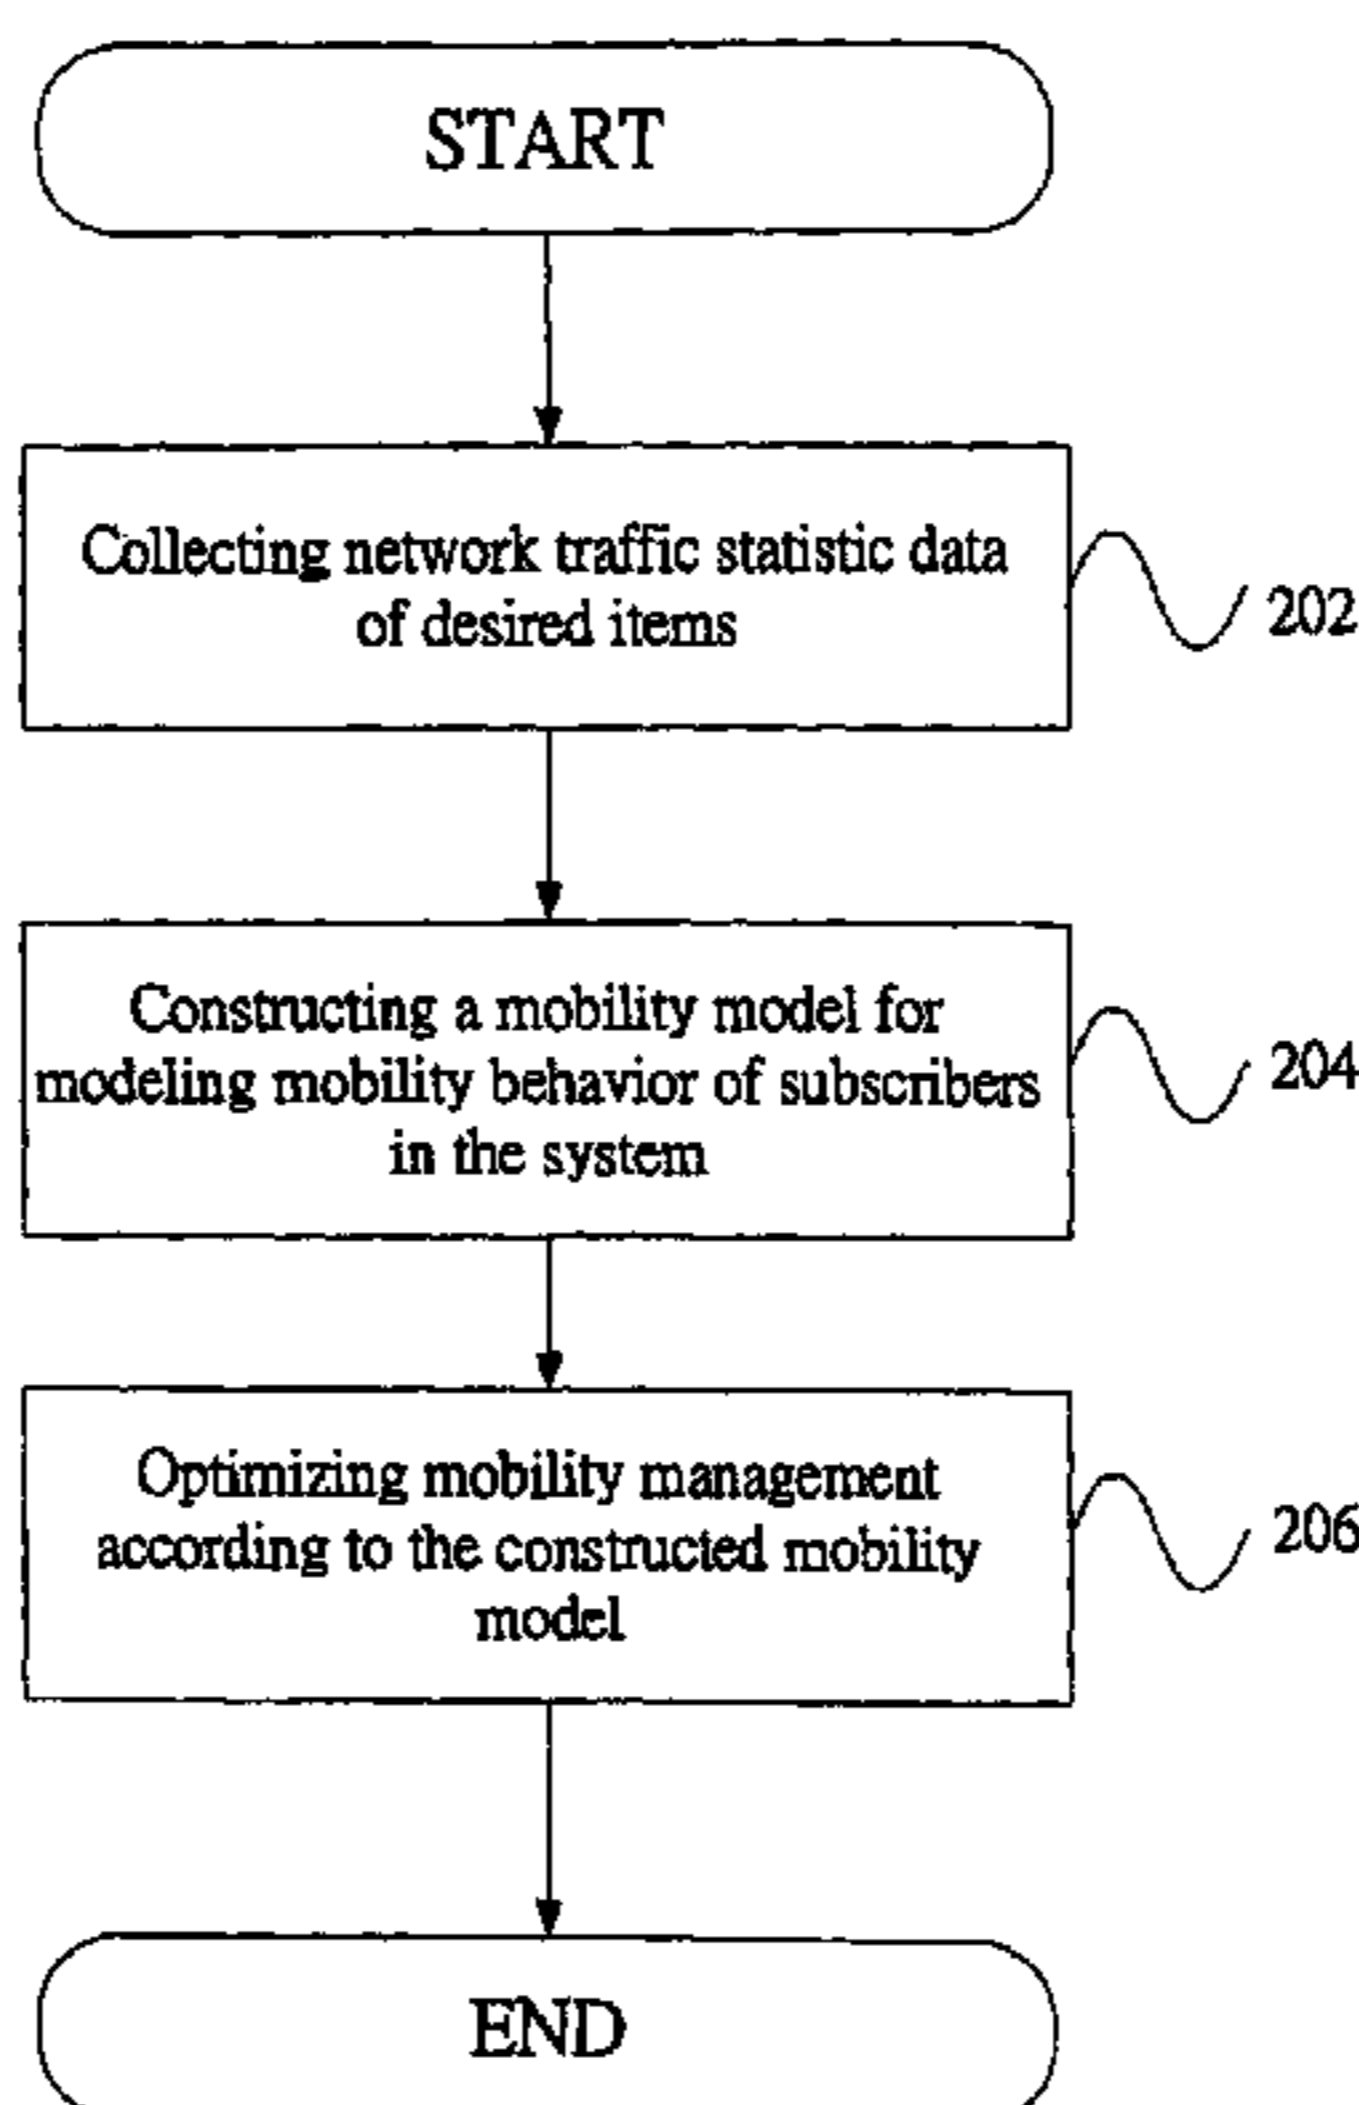 START
Collecting network traffic statistic data
of desired items
202
Constructing a mobility model for
modeling mobility behavior of subscribers
in the system
204
Optimizing mobility management
according to the constructed mobility
model
206
END